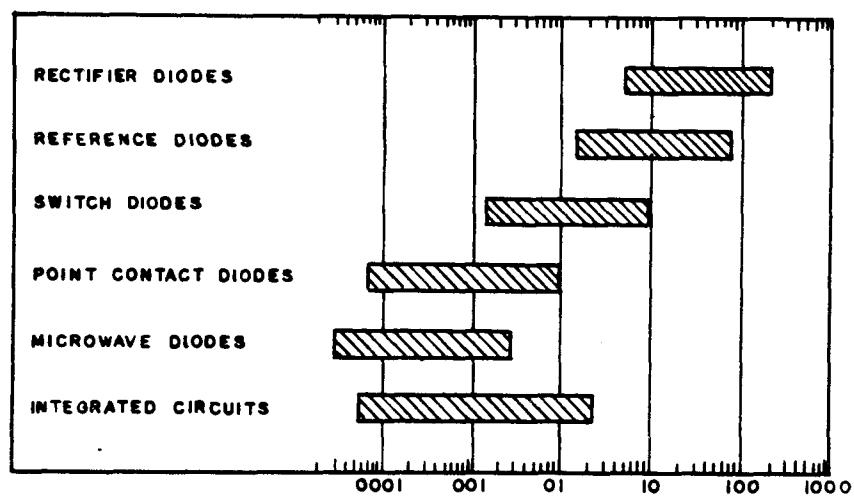 RECTIFIER DIODES
REFERENCE DIODES
SWITCH DIODES
POINT CONTACT DIODES
MICROWAVE DIODES
INTEGRATED CIRCUITS
0001 001 01 10 100 1000